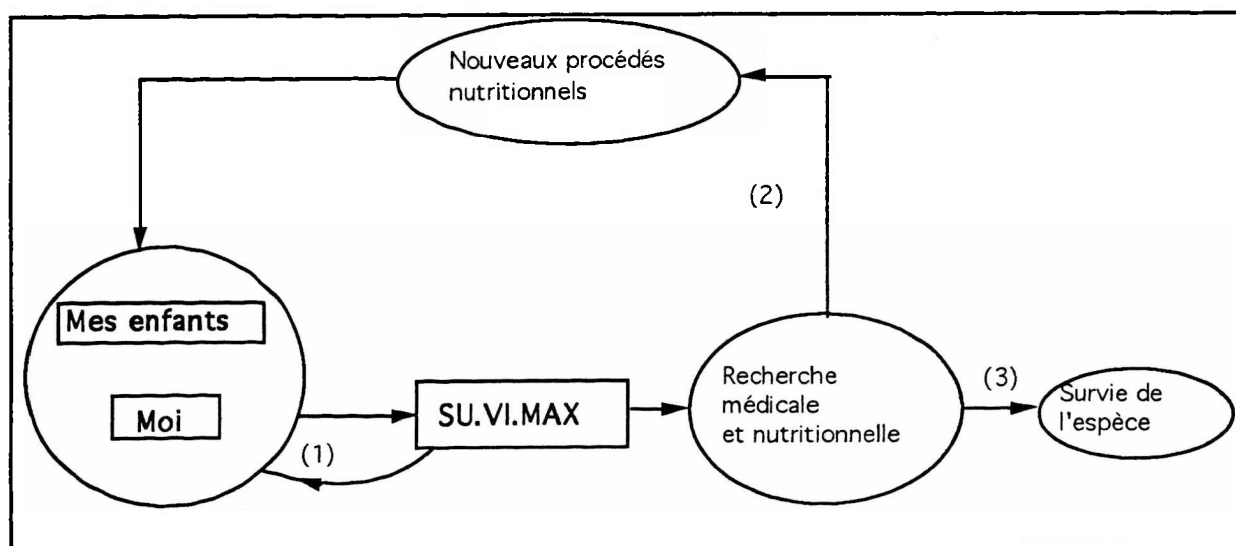 Nouveaux procédés
nutritionnels
(2)
Mes enfants
Moi
(1)
SU.VI.MAX
Recherche
médicale
et nutritionnelle
(3)
Survie de
l'espèce